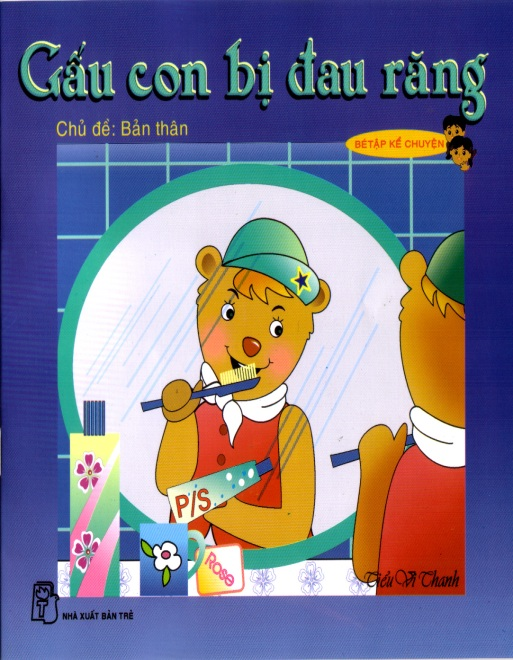 Gấu con bị đau răng
Chủ đề: Bản thân
BÉ TẬP KỂ CHUYỆN
P/S
Rose
Tiểu Vi Thanh
NHÀ XUẤT BẢN TRẺ